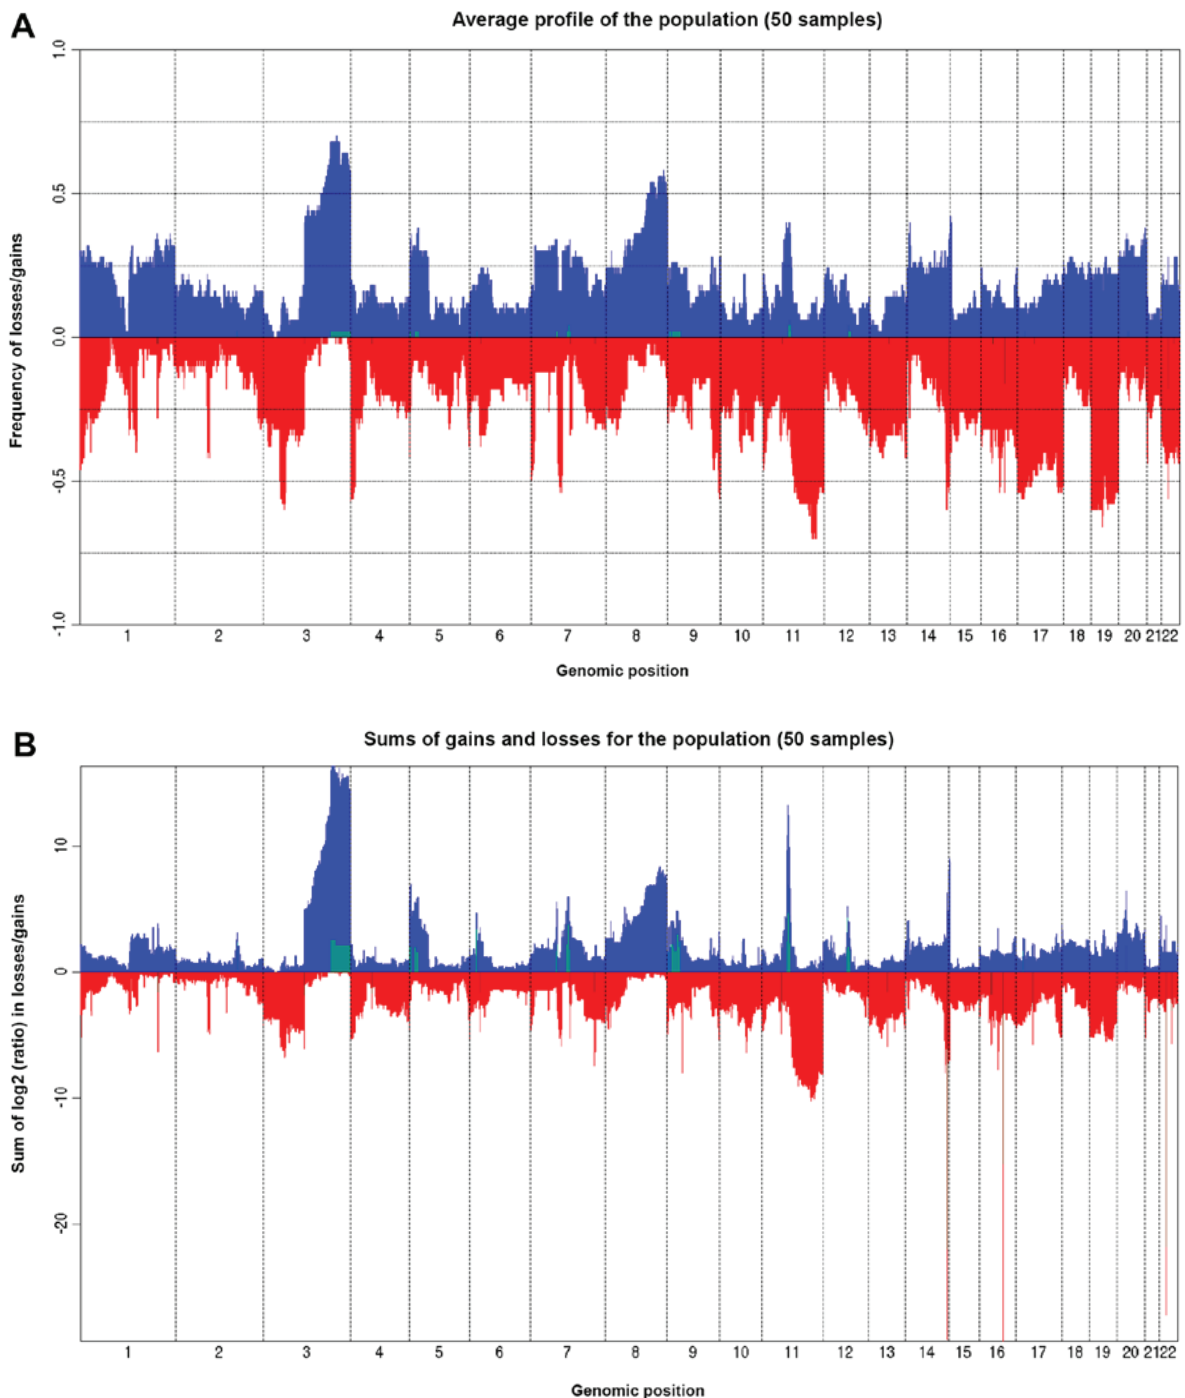 A
Average profile of the population (50 samples)
Frequency of losses/gains
1.0
0.5
0.0
-0.5
-1.0
1 2 3 4 5 6 7 8 9 10 11 12 13 14 15 16 17 18 19 20 21 22
Genomic position
B
Sums of gains and losses for the population (50 samples)
Sum of log2 (ratio) in losses/gains
10
0
-10
-20
1 2 3 4 5 6 7 8 9 10 11 12 13 14 15 16 17 18 19 20 21 22
Genomic position